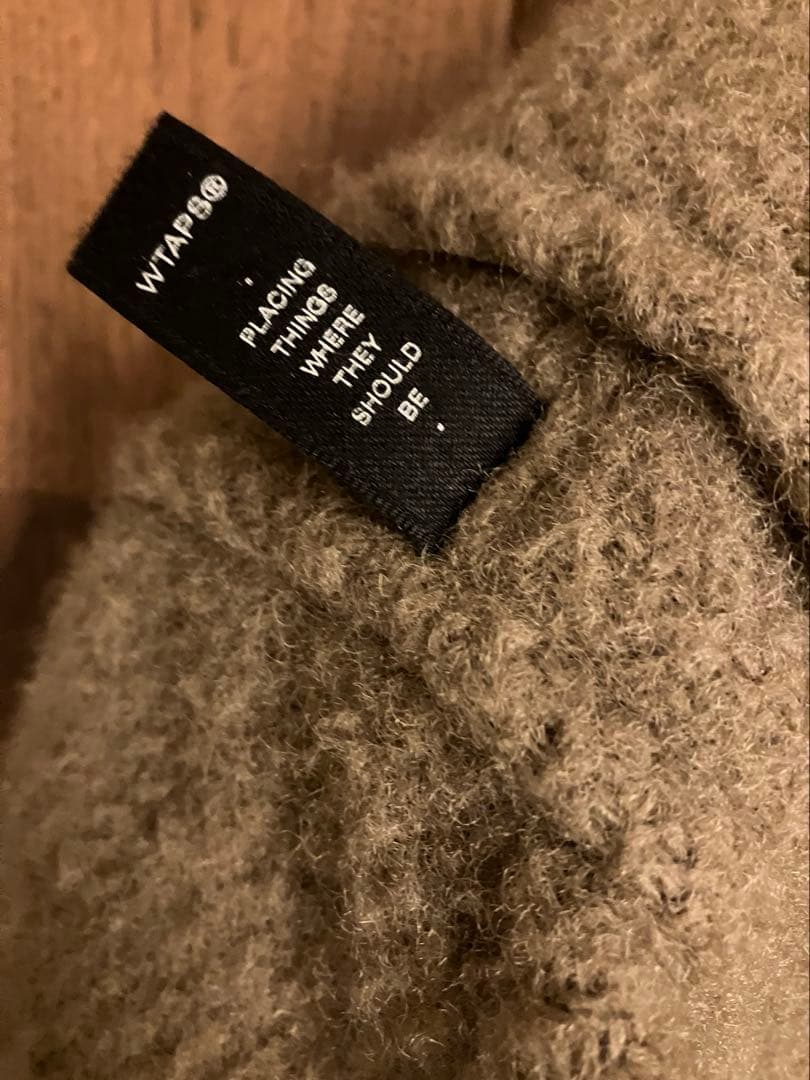 WTAPS®
PLACING
THINGS
WHERE
THEY
SHOULD
BE